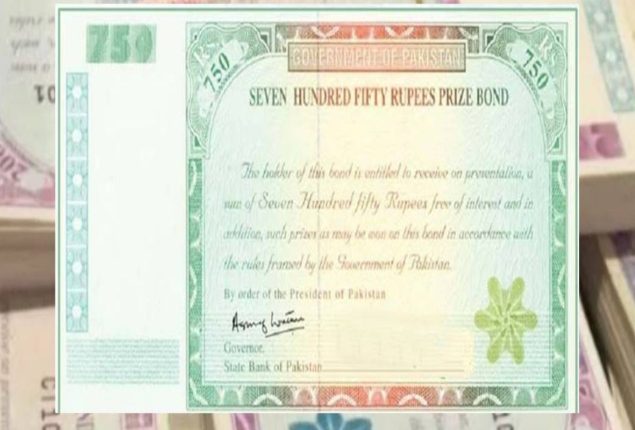 750
GOVERNMENT OF PAKISTAN
750
750
SEVEN HUNDRED FIFTY RUPEES PRIZE BOND
The holder of this bond is entitled to receive on presentation, a
sum of Seven Hundred fifty Rupees free of interest and in
addition, such prizes as may be won on this bond in accordance with
the rules framed by the Government of Pakistan.
By order of the President of Pakistan
Governor,
State Bank of Pakistan